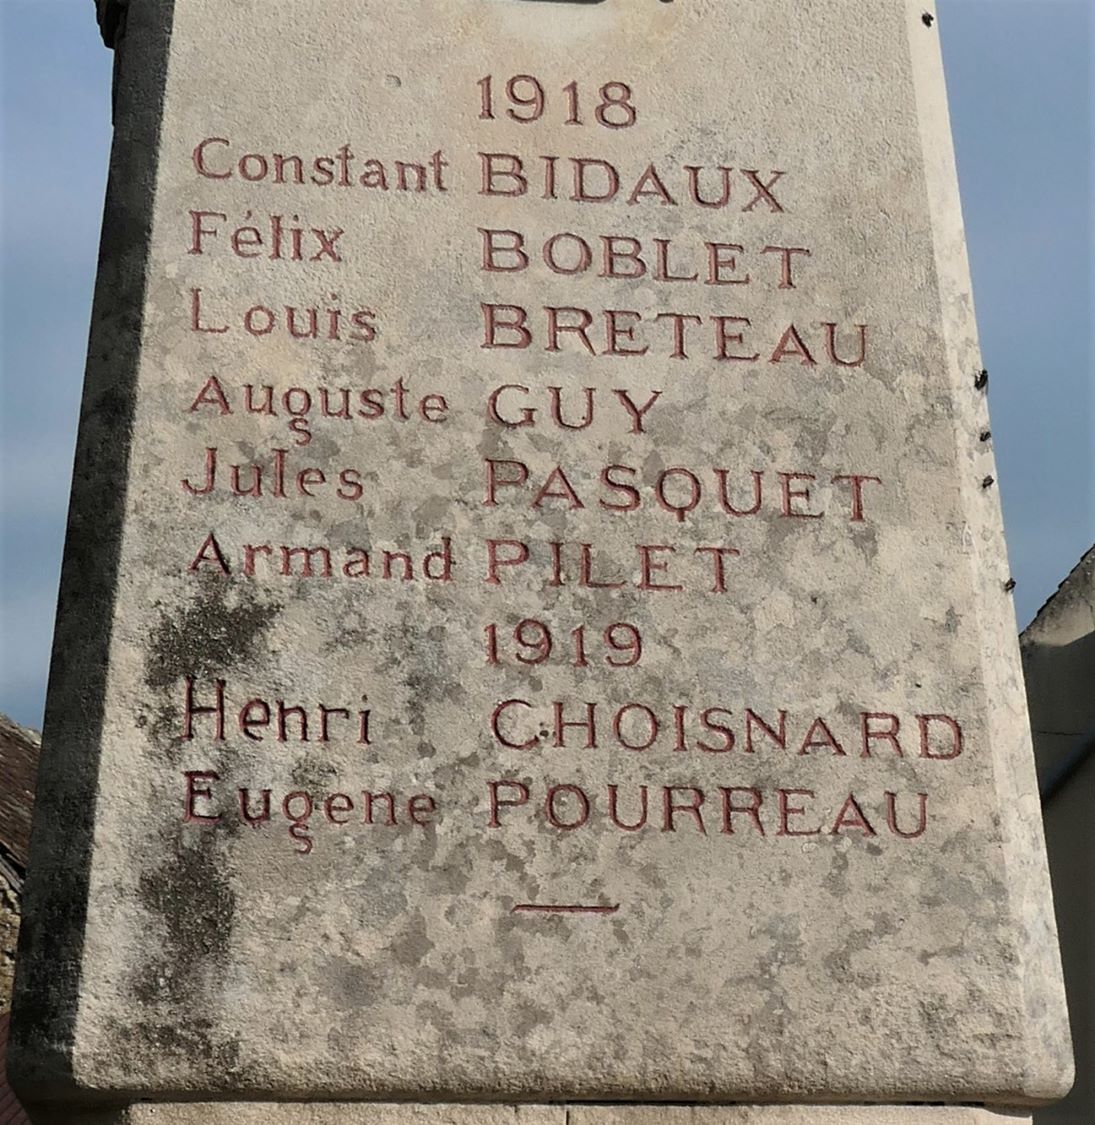 1918
Constant BIDAUX
Félix BOBLET
Louis BRETEAU
Auguste GUY
Jules PASQUET
Armand PILET
1919
Henri CHOISNARD
Eugene POURREAU